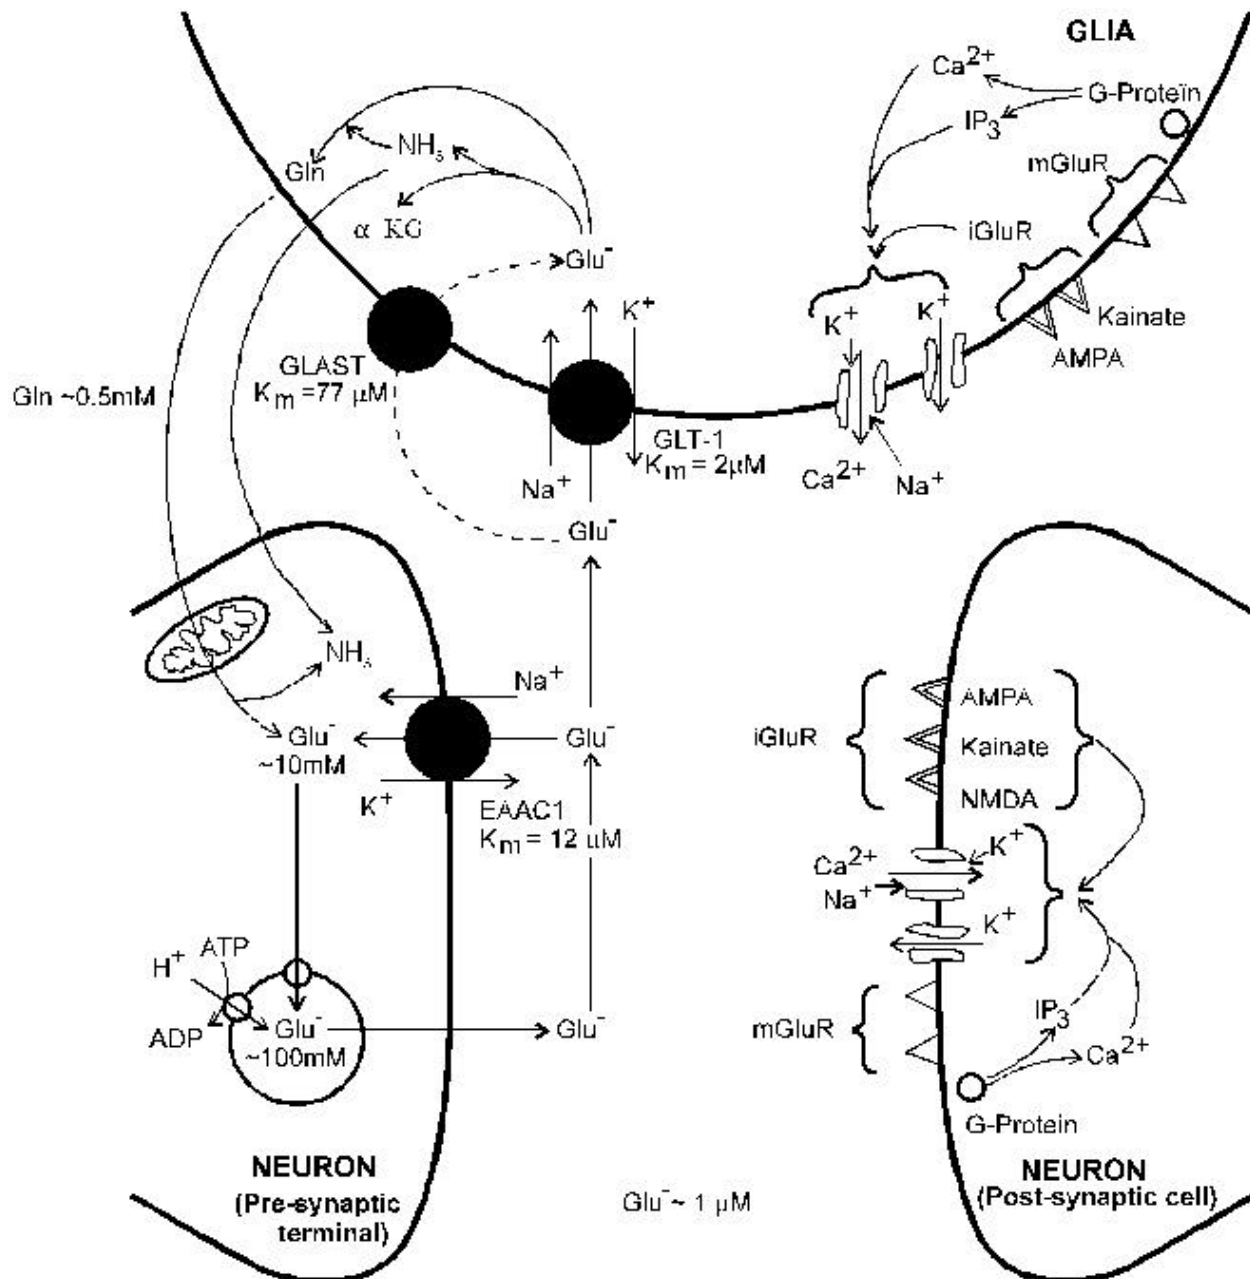 GLIA
Ca2+
G-Protein
IP3
NH3
Gln
mGluR
α KG
iGluR
Glu-
K+
K+
K+
Kainate
GLAST
AMPA
Km =77 μM
Gln ~0.5mM
GLT-1
Km = 2μM
Na+
Ca2+
Na+
Glu-
NH3
Na+
AMPA
Glu-
Glu-
iGluR
Kainate
~10mM
K+
EAAC1
NMDA
Km = 12 μM
K+
Ca2+
Na+
K+
ATP
H+
IP3
Glu-
Glu-
mGluR
ADP
~100mM
Ca2+
G-Protein
NEURON
(Pre-synaptic
terminal)
Glu-~ 1 μM
NEURON
(Post-synaptic cell)